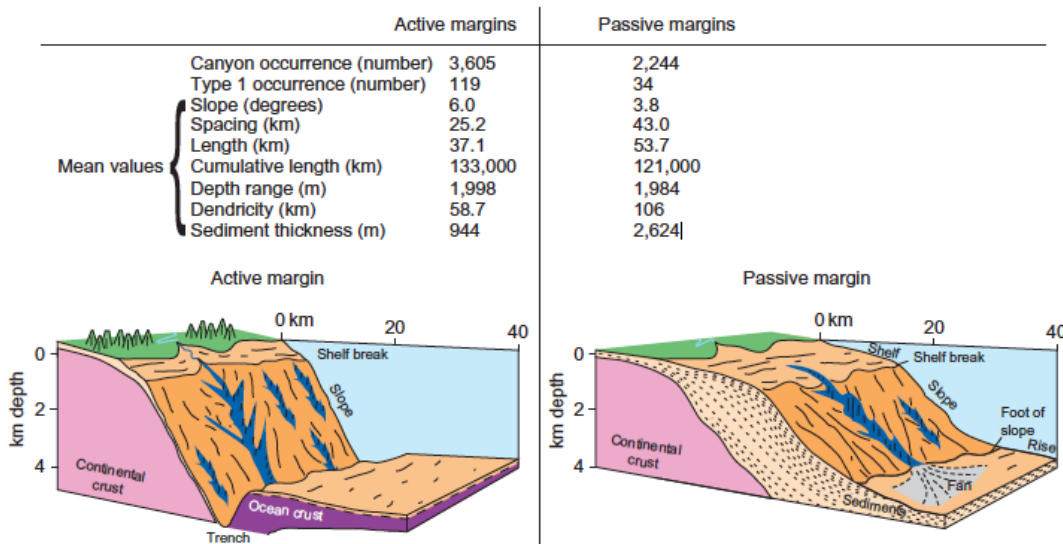 Active margins Passive margins
Canyon occurrence (number) 3,605 2,244
Type 1 occurrence (number) 119 34
Slope (degrees) 6.0 3.8
Spacing (km) 25.2 43.0
Length (km) 37.1 53.7
Mean values Cumulative length (km) 133,000 121,000
Depth range (m) 1,998 1,984
Dendricity (km) 58.7 106
Sediment thickness (m) 944 2,624
Active margin
0 km 20 40
Shelf break
Slope
0
2
4
km depth
Continental
crust
Ocean crust
Trench
Passive margin
0 km 20 40
Shelf
Shelf break
Slope
Foot of
slope
Rise
0
2
4
km depth
Continental
crust
Fan
Sediments